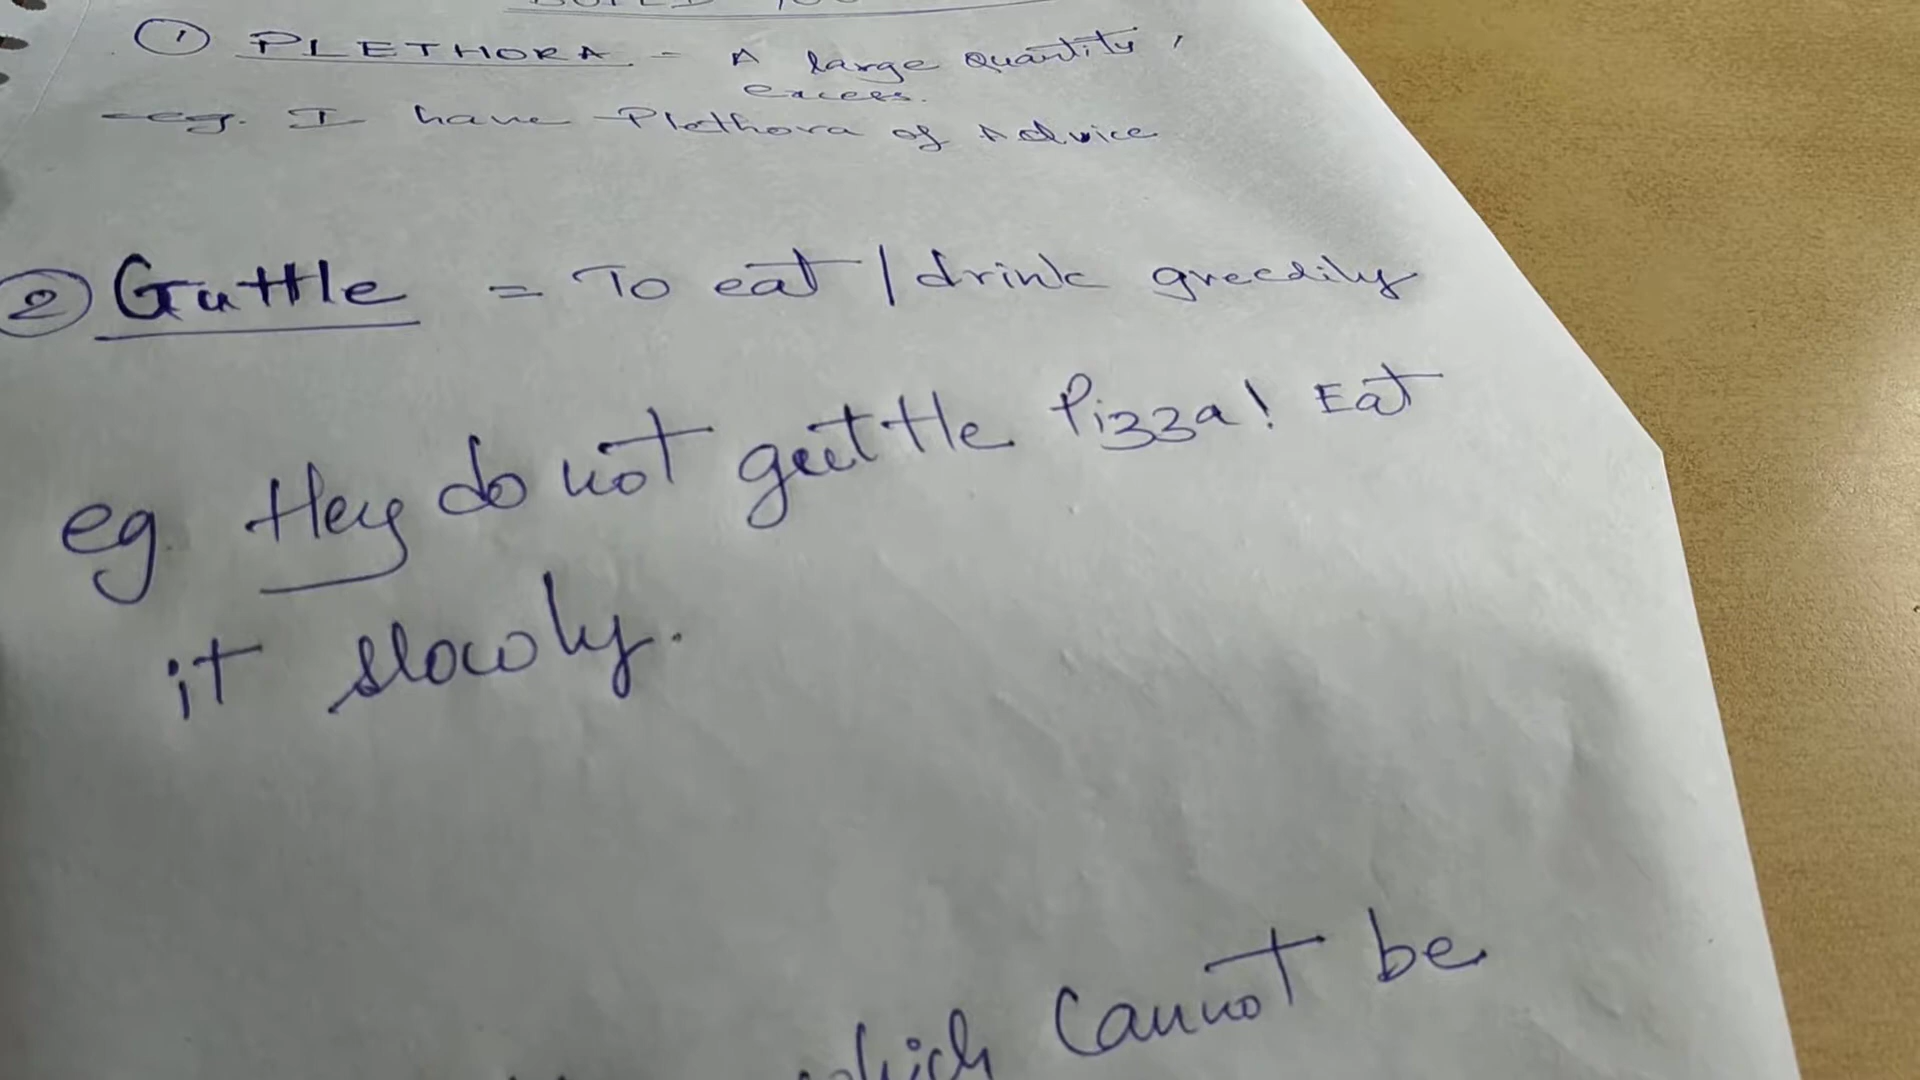 ① PLETHORA - A large quantity,
excess.
eg. I have Plethora of Advice
② Guttle = To eat / drink greedily
eg. Hey do not guttle Pizza! Eat
it slowly.
which cannot be